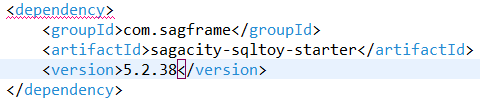 <dependency>
<groupId>com.sagframe</groupId>
<artifactId>sagacity-sqltoy-starter</artifactId>
<version>5.2.38</version>
</dependency>